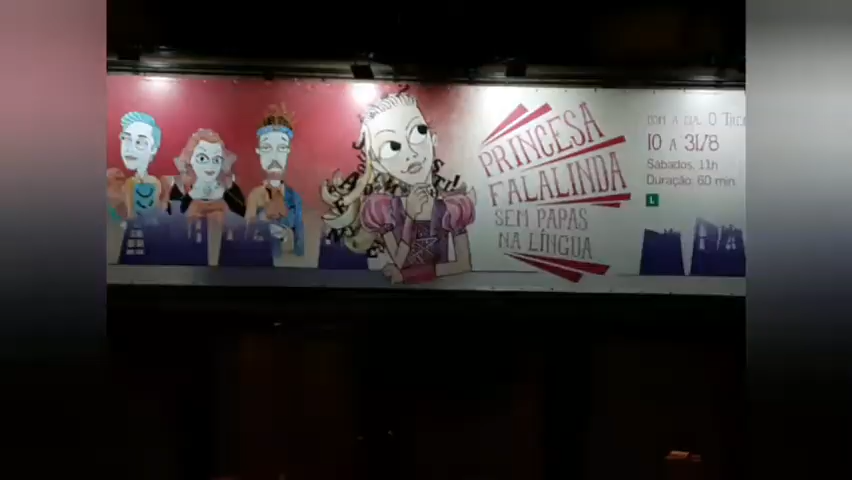 PRINCESA
FALALINDA
SEM PAPAS
NA LÍNGUA
COM A CIA. O
10 A 31/8
Sábados, 11h
Duração: 60 min.
L